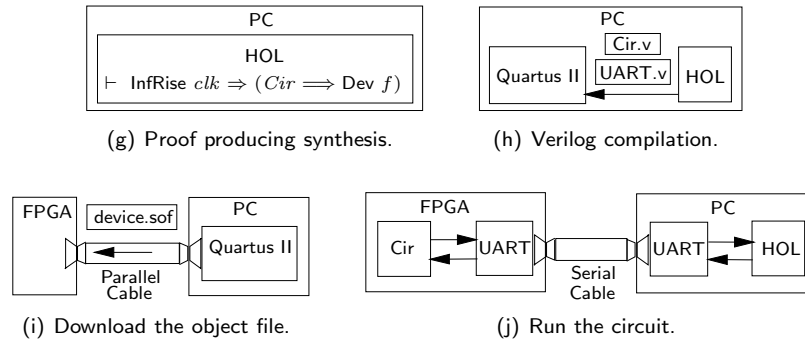 PC
HOL
⊢ InfRise clk ⇒ (Cir ⟹ Dev f)
(g) Proof producing synthesis.
PC
Cir.v
UART.v
Quartus II
HOL
(h) Verilog compilation.
FPGA
device.sof
PC
Quartus II
Parallel
Cable
(i) Download the object file.
FPGA
PC
Cir
UART
UART
HOL
Serial
Cable
(j) Run the circuit.